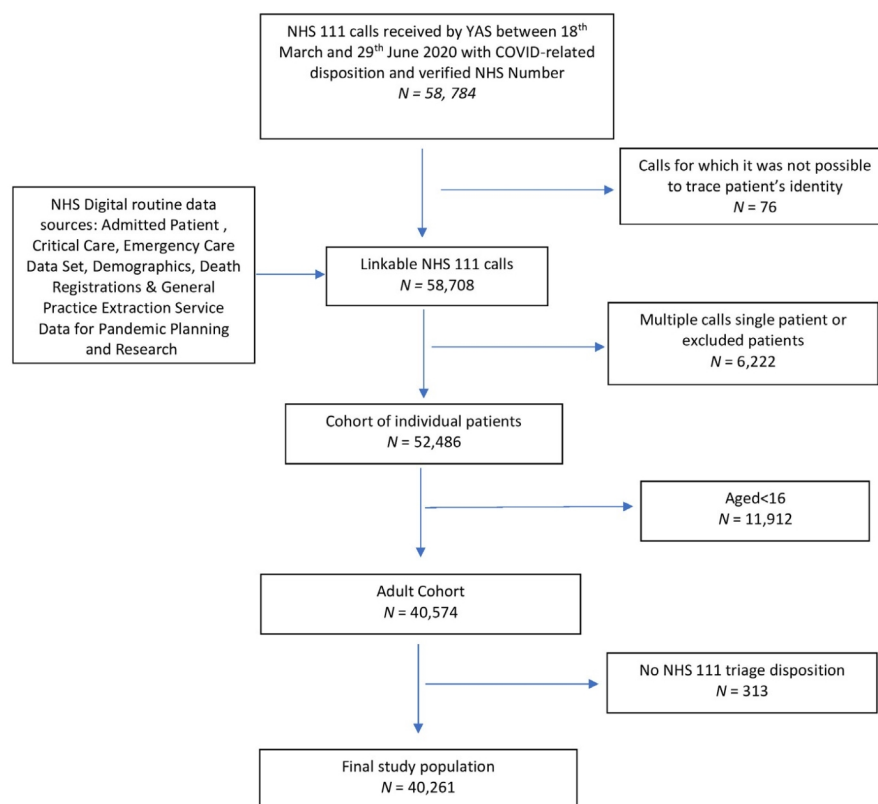 NHS 111 calls received by YAS between 18th
March and 29th June 2020 with COVID-related
disposition and verified NHS Number
N = 58, 784
Calls for which it was not possible
to trace patient's identity
N = 76
NHS Digital routine data
sources: Admitted Patient ,
Critical Care, Emergency Care
Data Set, Demographics, Death
Registrations & General
Practice Extraction Service
Data for Pandemic Planning
and Research
Linkable NHS 111 calls
N = 58,708
Multiple calls single patient or
excluded patients
N = 6,222
Cohort of individual patients
N = 52,486
Aged<16
N = 11,912
Adult Cohort
N = 40,574
No NHS 111 triage disposition
N = 313
Final study population
N = 40,261